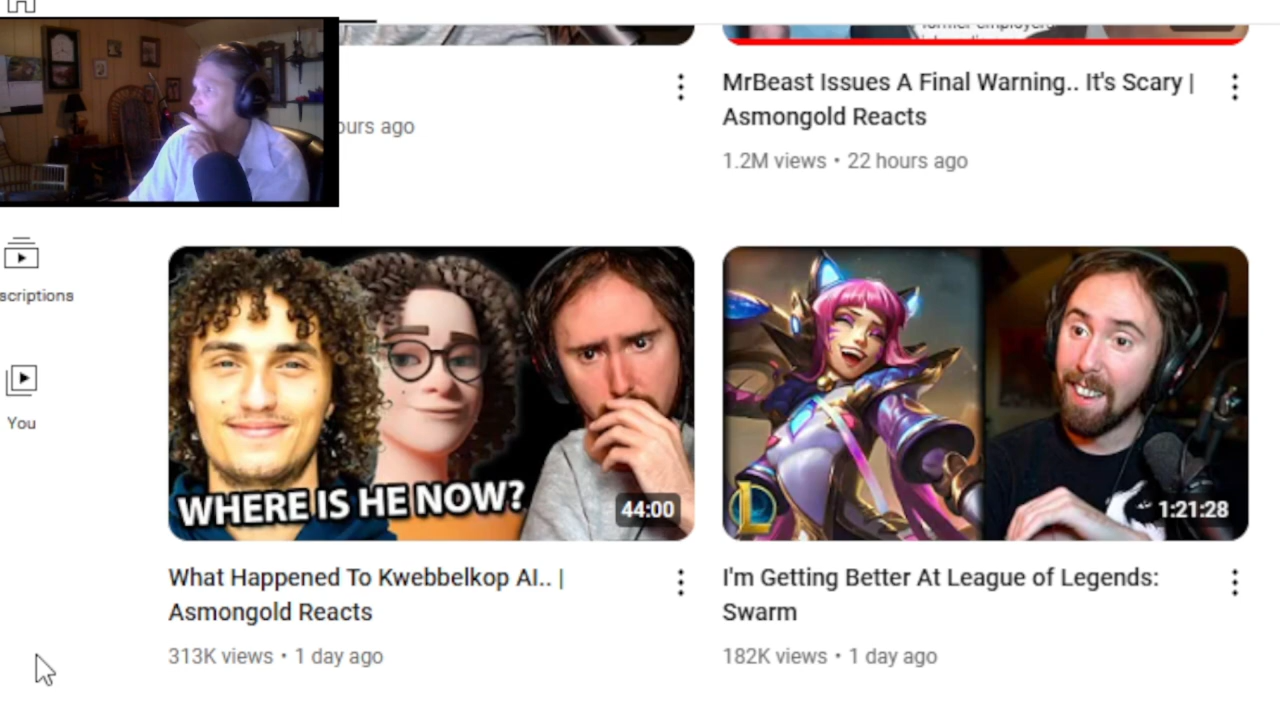 ours ago
MrBeast Issues A Final Warning.. It's Scary |
Asmongold Reacts
1.2M views • 22 hours ago
scriptions
You
WHERE IS HE NOW?
44:00
1:21:28
What Happened To Kwebbelkop AI.. |
Asmongold Reacts
313K views • 1 day ago
I'm Getting Better At League of Legends:
Swarm
182K views • 1 day ago